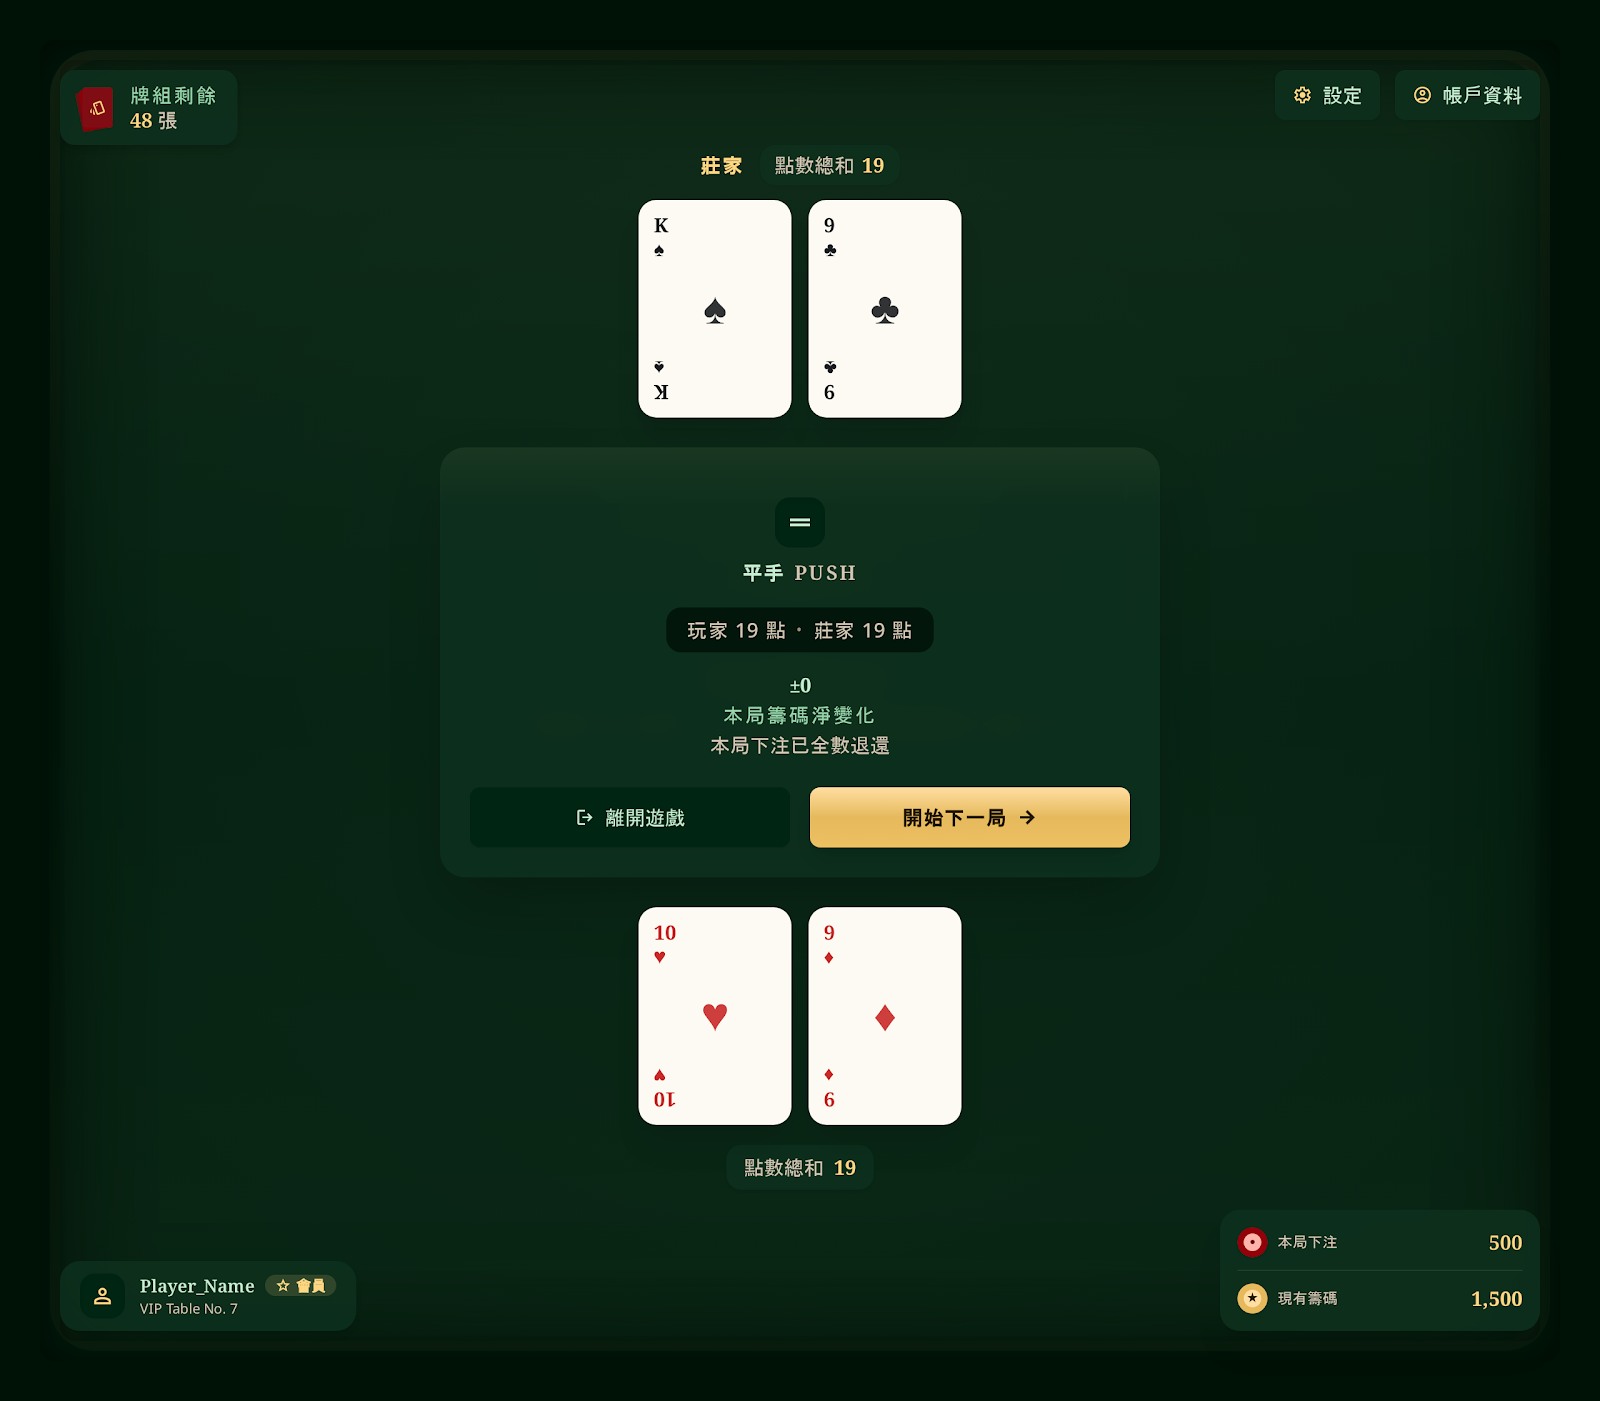 牌組剩餘
48 張
設定
帳戶資料
莊家 點數總和 19
K
9
K
9
平手 PUSH
玩家 19 點 · 莊家 19 點
±0
本局籌碼淨變化
本局下注已全數退還
離開遊戲
開始下一局 →
10
9
10
9
點數總和 19
Player_Name ☆ 會員
VIP Table No. 7
本局下注 500
現有籌碼 1,500